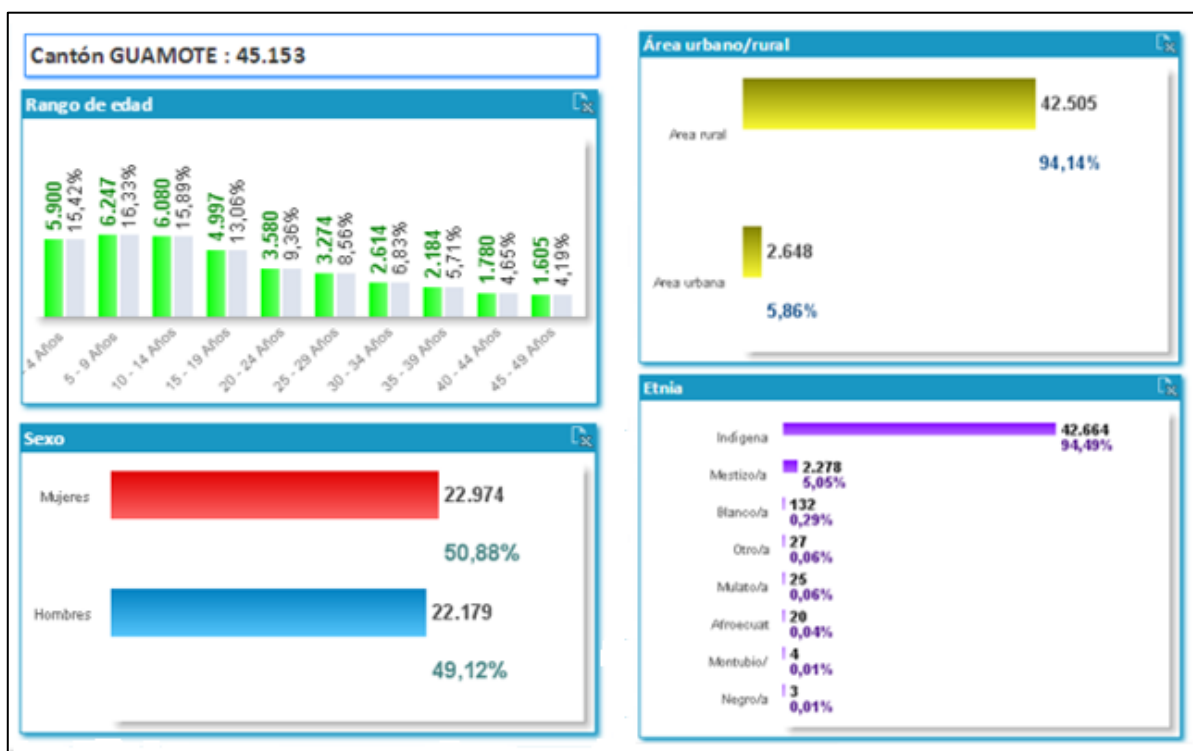 Cantón GUAMOTE : 45.153
Rango de edad
5.900 15,42%
6.247 16,33%
6.080 15,89%
4.997 13,06%
3.580 9,36%
3.274 8,56%
2.614 6,83%
2.184 5,71%
1.780 4,65%
1.605 4,19%
- 4 Años
5 - 9 Años
10 - 14 Años
15 - 19 Años
20 - 24 Años
25 - 29 Años
30 - 34 Años
35 - 39 Años
40 - 44 Años
45 - 49 Años
Sexo
Mujeres
22.974
50,88%
Hombres
22.179
49,12%
Área urbano/rural
Area rural
42.505
94,14%
Area urbana
2.648
5,86%
Etnia
Indígena
42.664
94,49%
Mestizo/a
2.278
5,05%
Blanco/a
132
0,29%
Otro/a
27
0,06%
Mulato/a
25
0,06%
Afroecuat
20
0,04%
Montubio/
4
0,01%
Negro/a
3
0,01%